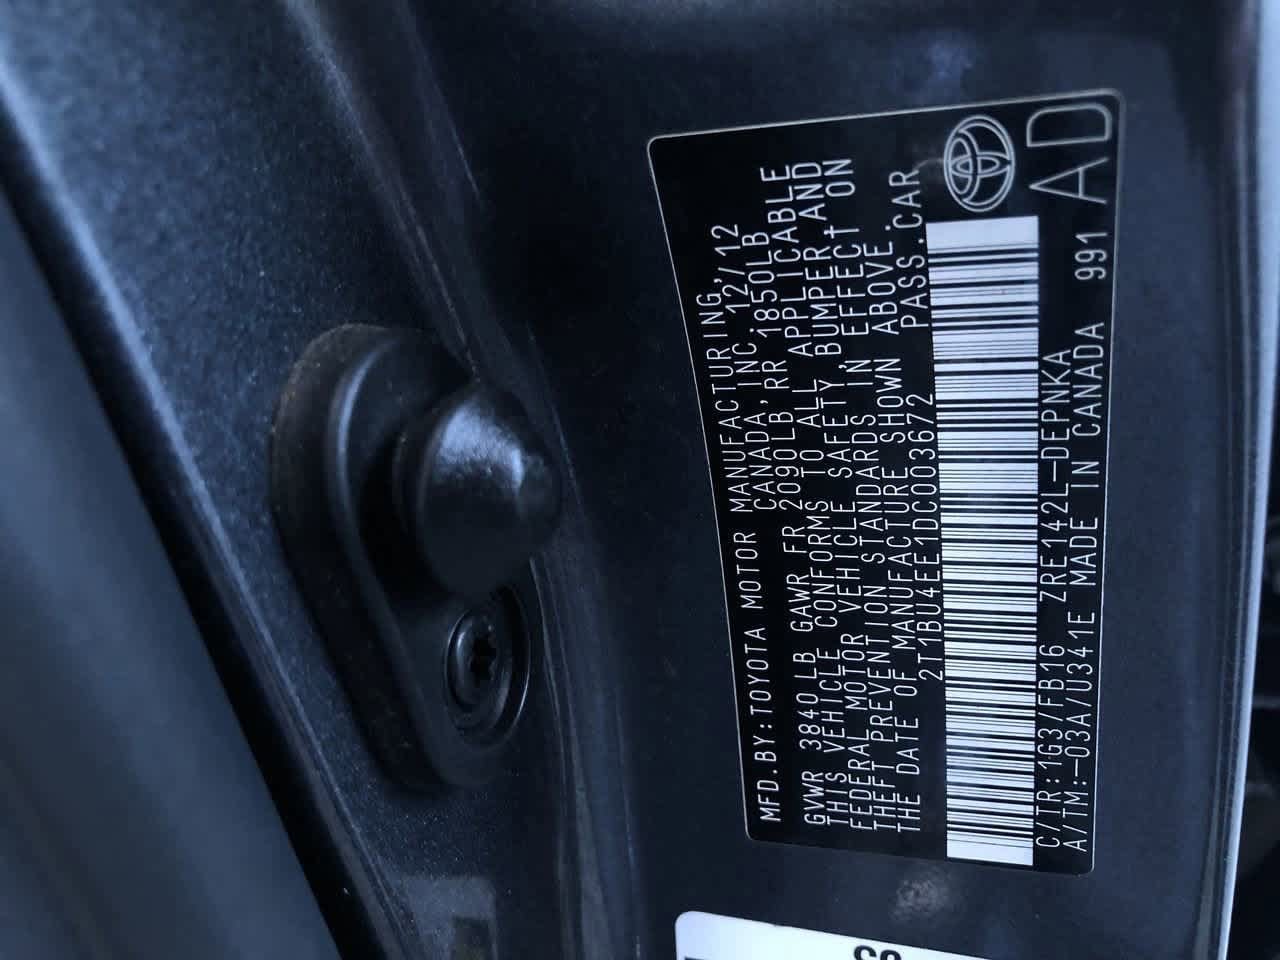 MFD.BY:TOYOTA MOTOR MANUFACTURING,
CANADA,INC. 12/12
GVWR 3840 LB GAWR FR 2090LB,RR 1850LB
THIS VEHICLE CONFORMS TO ALL APPLICABLE
FEDERAL MOTOR VEHICLE SAFETY, BUMPER, AND
THEFT PREVENTION STANDARDS IN EFFECT ON
THE DATE OF MANUFACTURE SHOWN ABOVE.
2T1BU4EE1DC003672 PASS.CAR
C/TR:1G3/FB16 ZRE142L-DEPNKA
A/TM:-03A/U341E MADE IN CANADA 991
AD